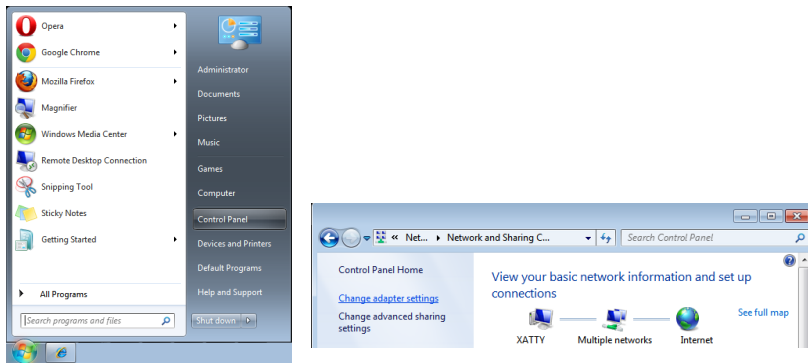 Opera
Google Chrome
Mozilla Firefox
Magnifier
Windows Media Center
Remote Desktop Connection
Snipping Tool
Sticky Notes
Getting Started
All Programs
Search programs and files
Administrator
Documents
Pictures
Music
Games
Computer
Control Panel
Devices and Printers
Default Programs
Help and Support
Shut down
« Net... Network and Sharing C... Search Control Panel
Control Panel Home
Change adapter settings
Change advanced sharing
settings
View your basic network information and set up
connections
See full map
XATTY Multiple networks Internet